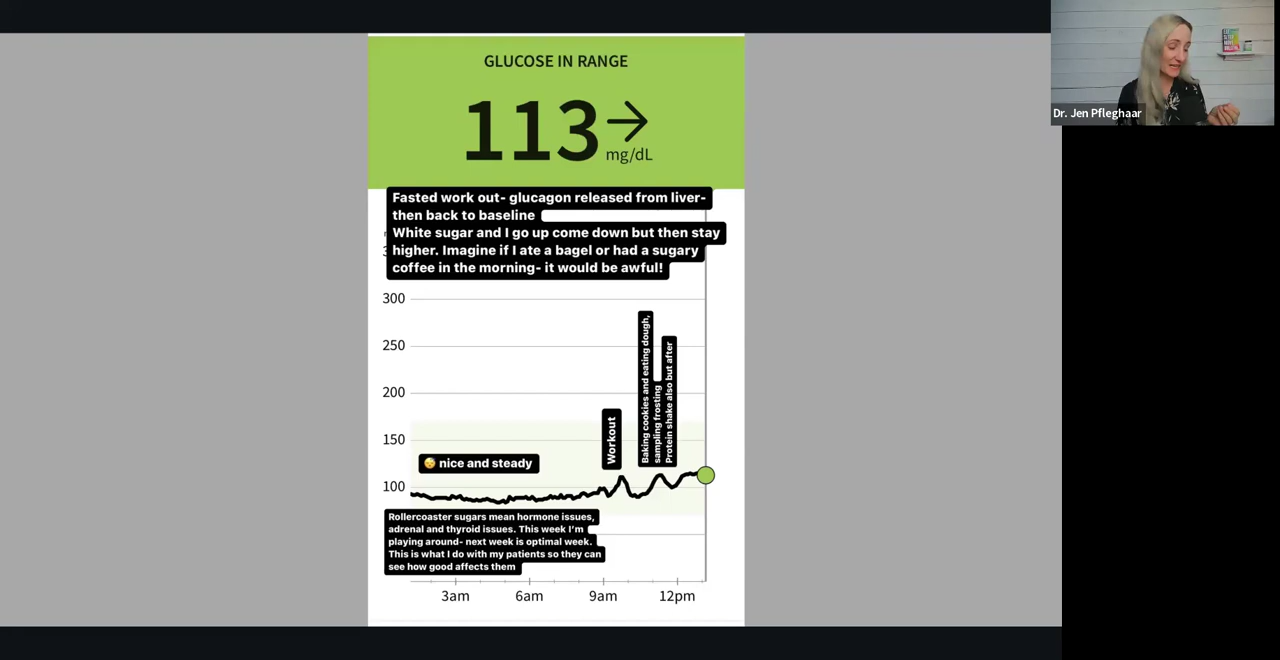 GLUCOSE IN RANGE
113
mg/dL
Dr. Jen Pfleghaar
Fasted work out- glucagon released from liver-
then back to baseline
White sugar and I go up come down but then stay
higher. Imagine if I ate a bagel or had a sugary
coffee in the morning- it would be awful!
300
250
200
150
100
Baking cookies and eating dough,
sampling frosting
Protein shake also but after
Workout
😴 nice and steady
Rollercoaster sugars mean hormone issues,
adrenal and thyroid issues. This week I'm
playing around- next week is optimal week.
This is what I do with my patients so they can
see how good affects them
3am 6am 9am 12pm